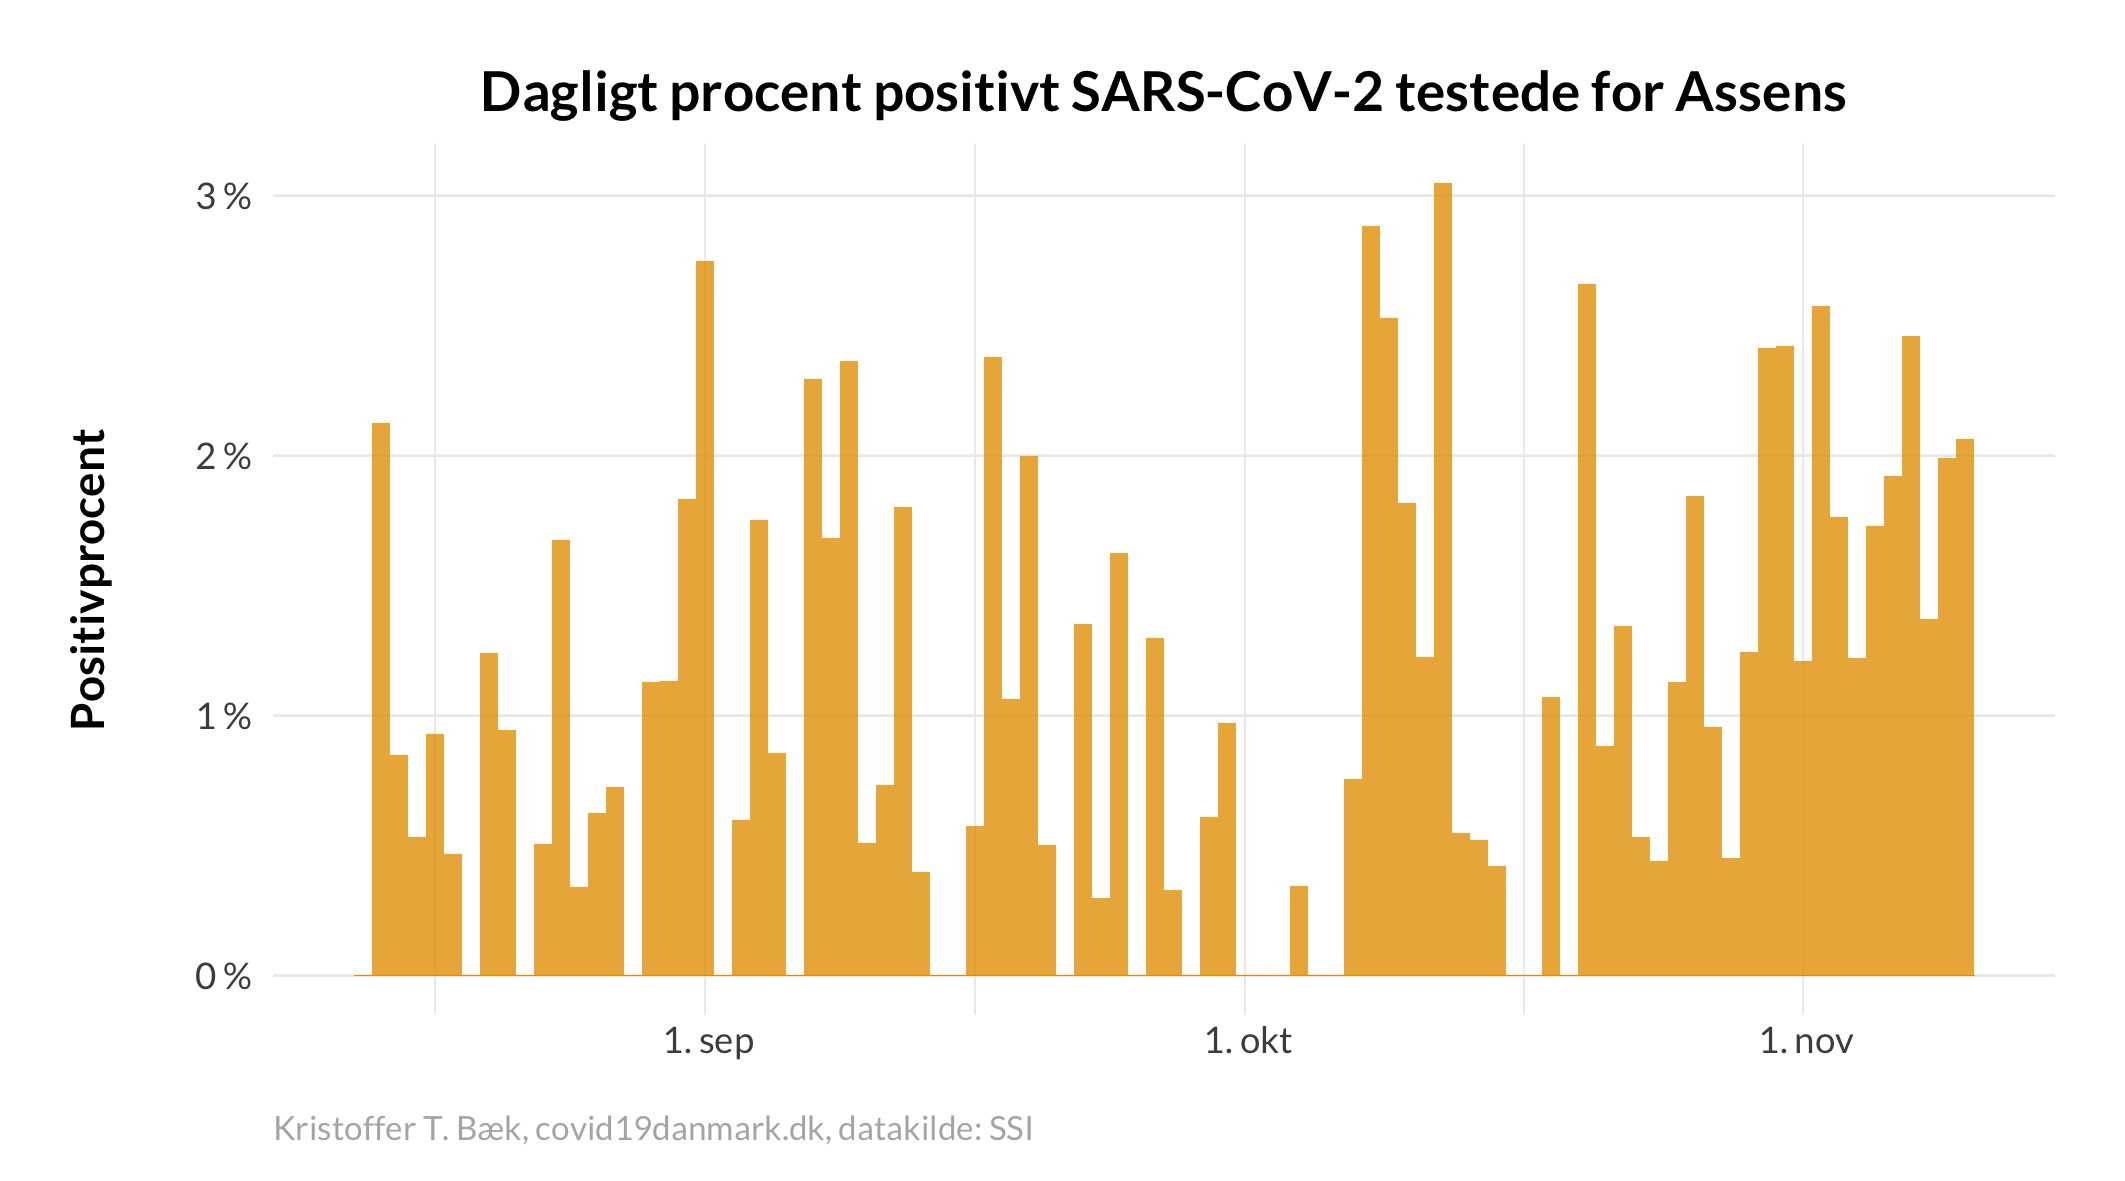 Dagligt procent positivt SARS-CoV-2 testede for Assens
Positivprocent
3 %
2 %
1 %
0 %
1. sep
1. okt
1. nov
Kristoffer T. Bæk, covid19danmark.dk, datakilde: SSI